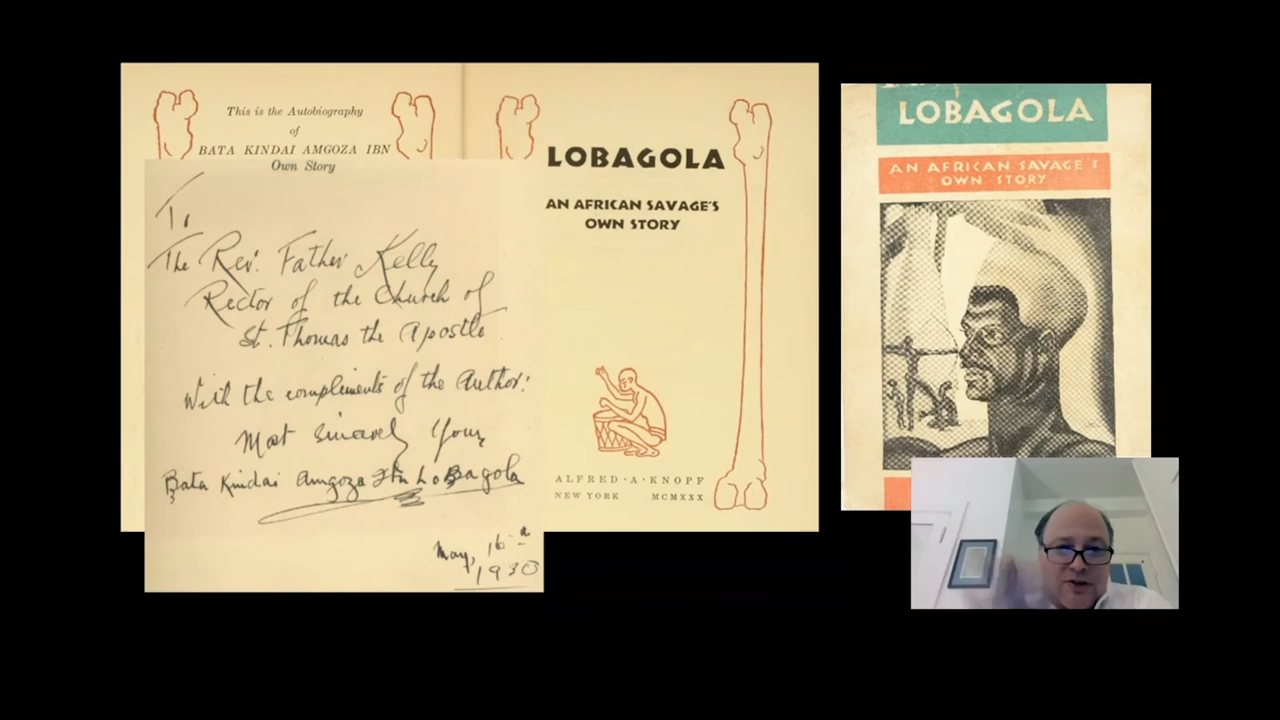 This is the Autobiography
of
BATA KINDAI AMGOZA IBN
Own Story
To
The Rev. Father Kelly
Rector of the Church of
St. Thomas the Apostle
With the compliments of the Author:
Most Sincerely Yours
Bata Kindai Amgoza Ibn LoBagola
May, 16
1930
LOBAGOLA
AN AFRICAN SAVAGE'S
OWN STORY
ALFRED·A·KNOPF
NEW YORK MCMXXX
LOBAGOLA
AN AFRICAN SAVAGE'S
OWN STORY